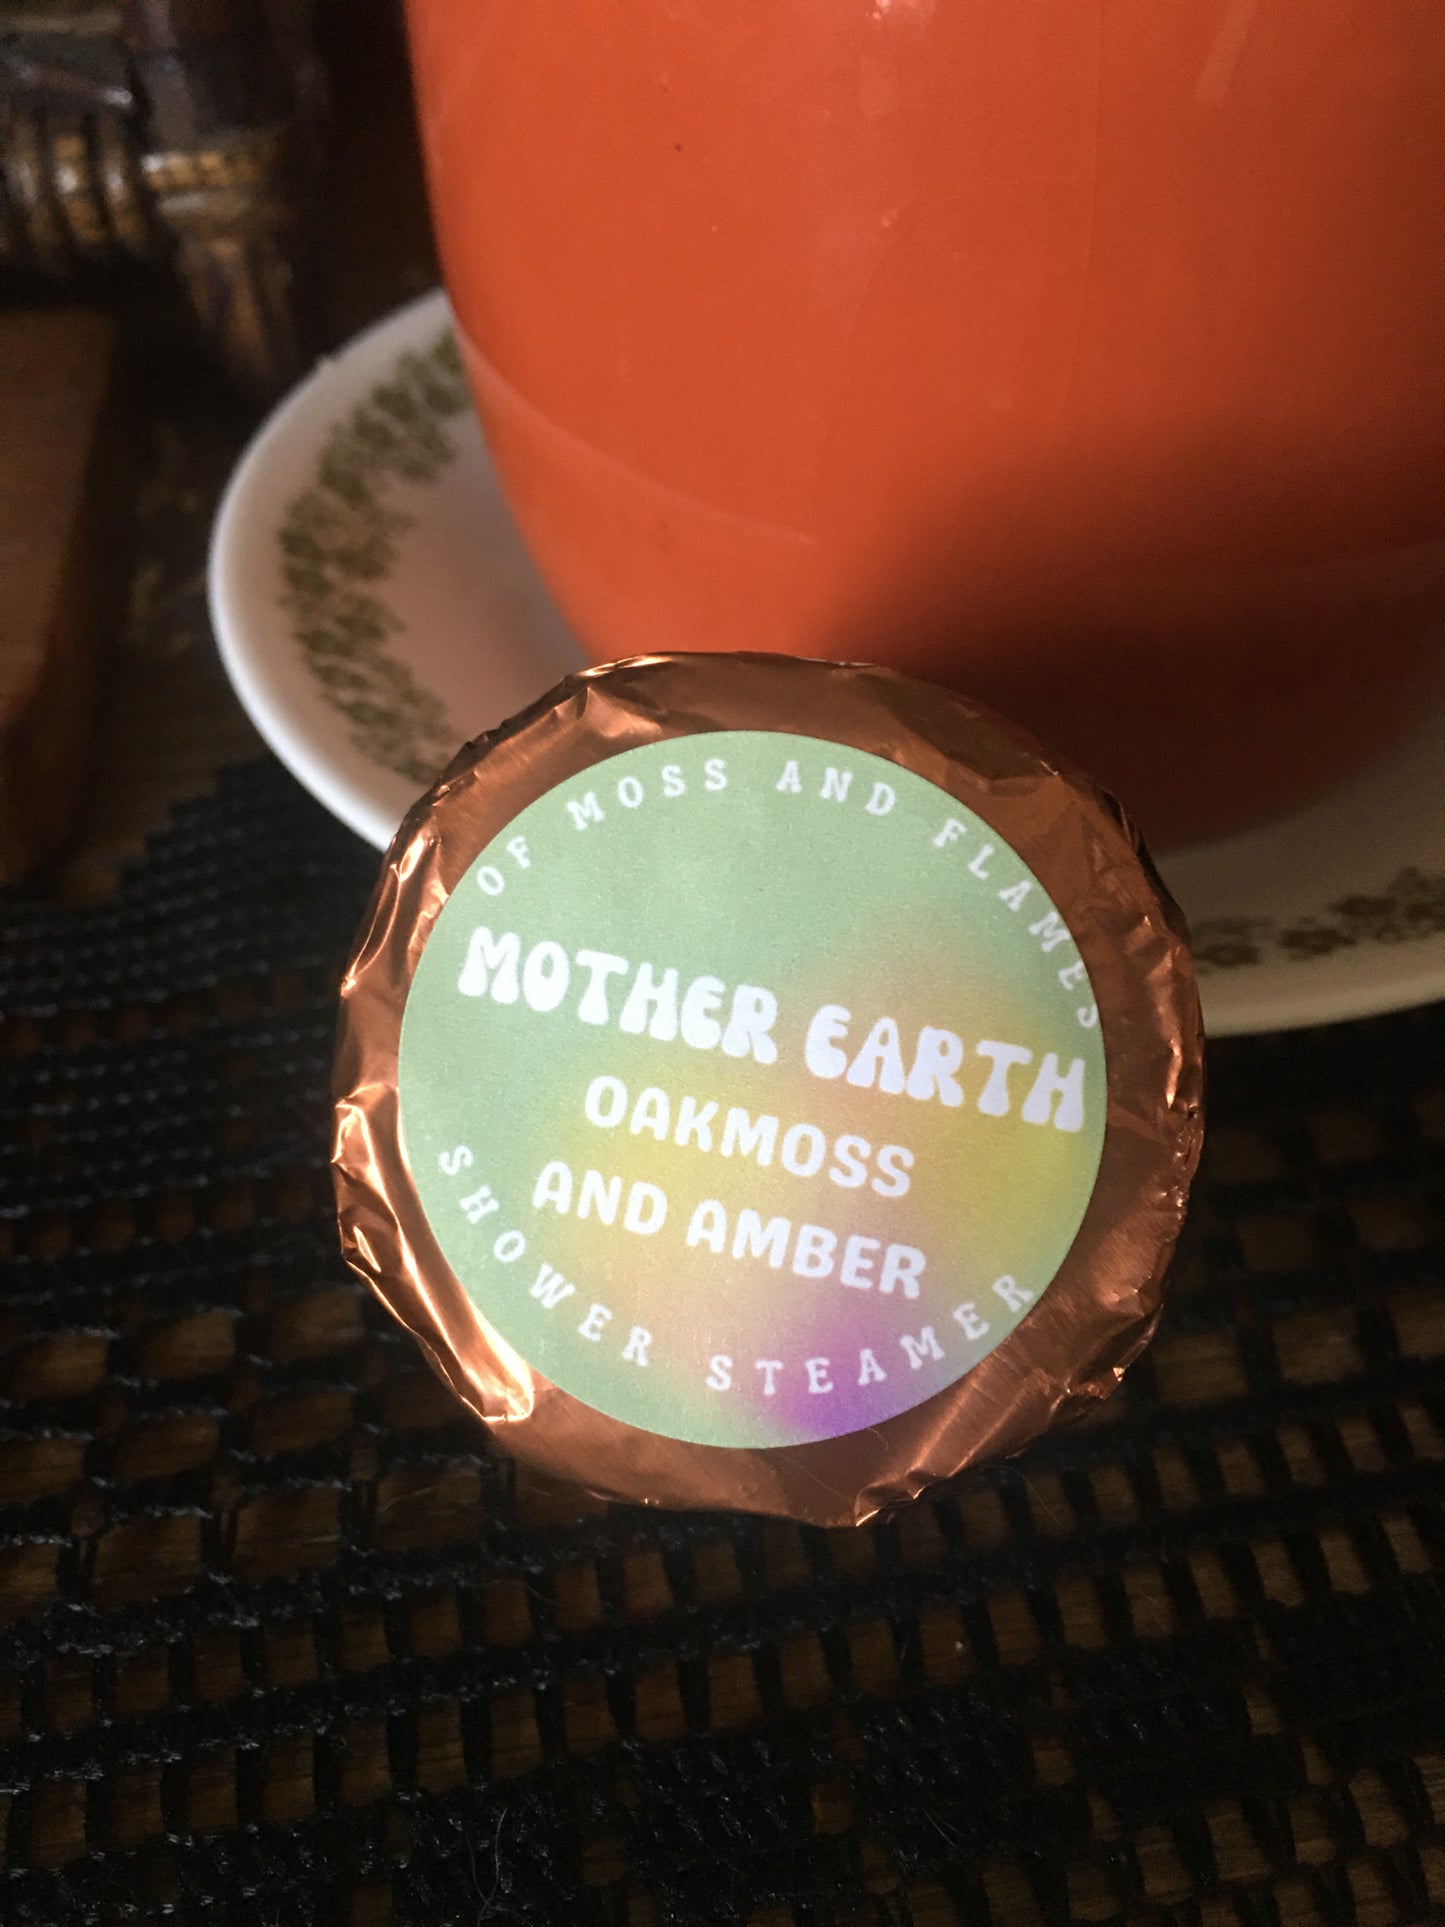 OF MOSS AND FLAMES
MOTHER EARTH
OAKMOSS
AND AMBER
SHOWER STEAMER